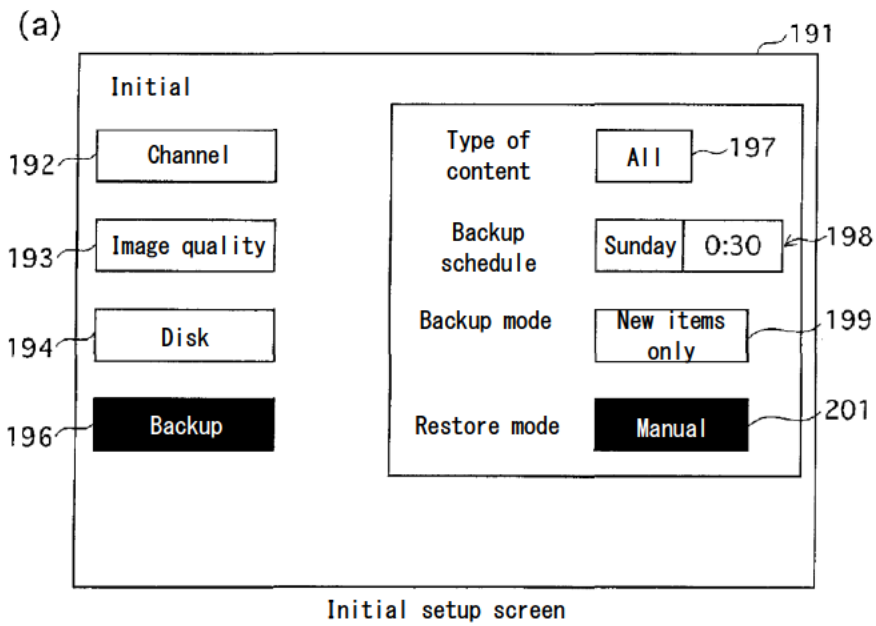 (a)
191
Initial
192
Channel
193
Image quality
194
Disk
196
Backup
Type of
content
All
197
Backup
schedule
Sunday
0:30
198
Backup mode
New items
only
199
Restore mode
Manual
201
Initial setup screen